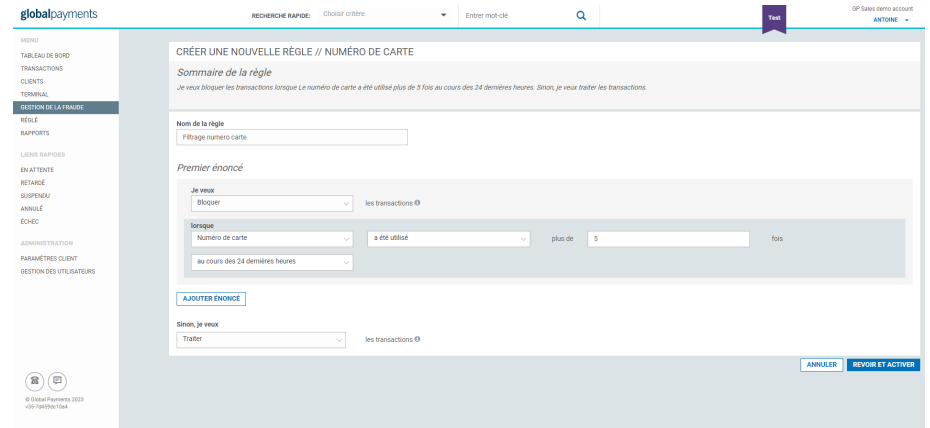 globalpayments
RECHERCHE RAPIDE: Choisir critère Entrer mot-clé
Test
GP Sales demo account
ANTOINE
MENU
TABLEAU DE BORD
TRANSACTIONS
CLIENTS
TERMINAL
GESTION DE LA FRAUDE
RÉGLÉ
RAPPORTS
LIENS RAPIDES
EN ATTENTE
RETARDÉ
SUSPENDU
ANNULÉ
ÉCHEC
ADMINISTRATION
PARAMÈTRES CLIENT
GESTION DES UTILISATEURS
© Global Payments 2023
v35-7d459dc10a4
CRÉER UNE NOUVELLE RÈGLE // NUMÉRO DE CARTE
Sommaire de la règle
Je veux bloquer les transactions lorsque Le numéro de carte a été utilisé plus de 5 fois au cours des 24 dernières heures. Sinon, je veux traiter les transactions.
Nom de la règle
Filtrage numero carte
Premier énoncé
Je veux
Bloquer les transactions
lorsque
Numéro de carte a été utilisé plus de 5 fois
au cours des 24 dernières heures
AJOUTER ÉNONCÉ
Sinon, je veux
Traiter les transactions
ANNULER REVOIR ET ACTIVER